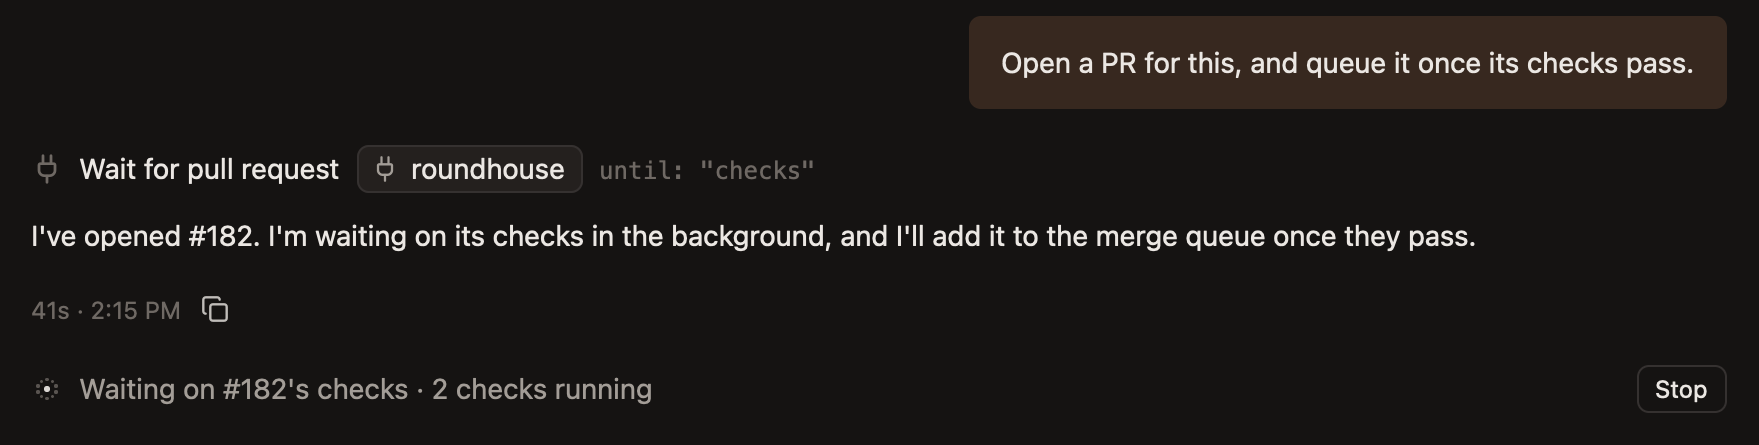 Open a PR for this, and queue it once its checks pass.
Wait for pull request roundhouse until: "checks"
I've opened #182. I'm waiting on its checks in the background, and I'll add it to the merge queue once they pass.
41s · 2:15 PM
Waiting on #182's checks · 2 checks running Stop